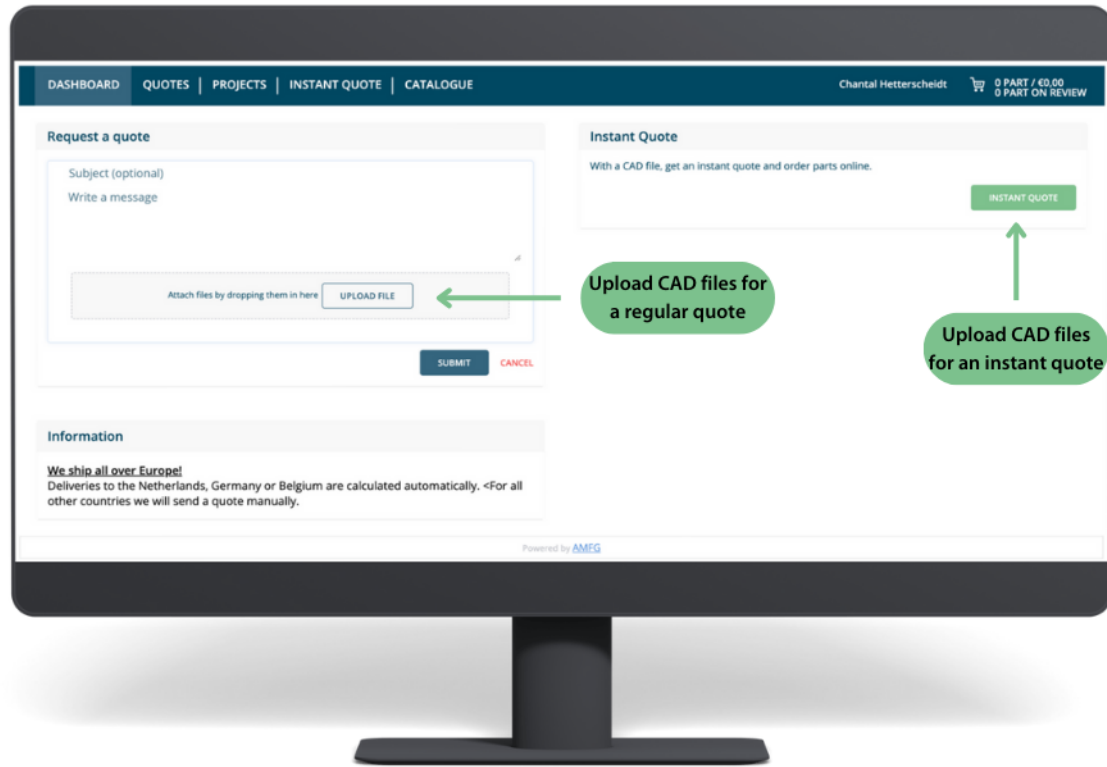 DASHBOARD QUOTES | PROJECTS | INSTANT QUOTE | CATALOGUE
Chantal Hetterscheidt
0 PART / €0,00
0 PART ON REVIEW
Request a quote
Subject (optional)
Write a message
Attach files by dropping them in here UPLOAD FILE
SUBMIT CANCEL
Upload CAD files for
a regular quote
Instant Quote
With a CAD file, get an instant quote and order parts online.
INSTANT QUOTE
Upload CAD files
for an instant quote
Information
We ship all over Europe!
Deliveries to the Netherlands, Germany or Belgium are calculated automatically. <For all
other countries we will send a quote manually.
Powered by AMFG